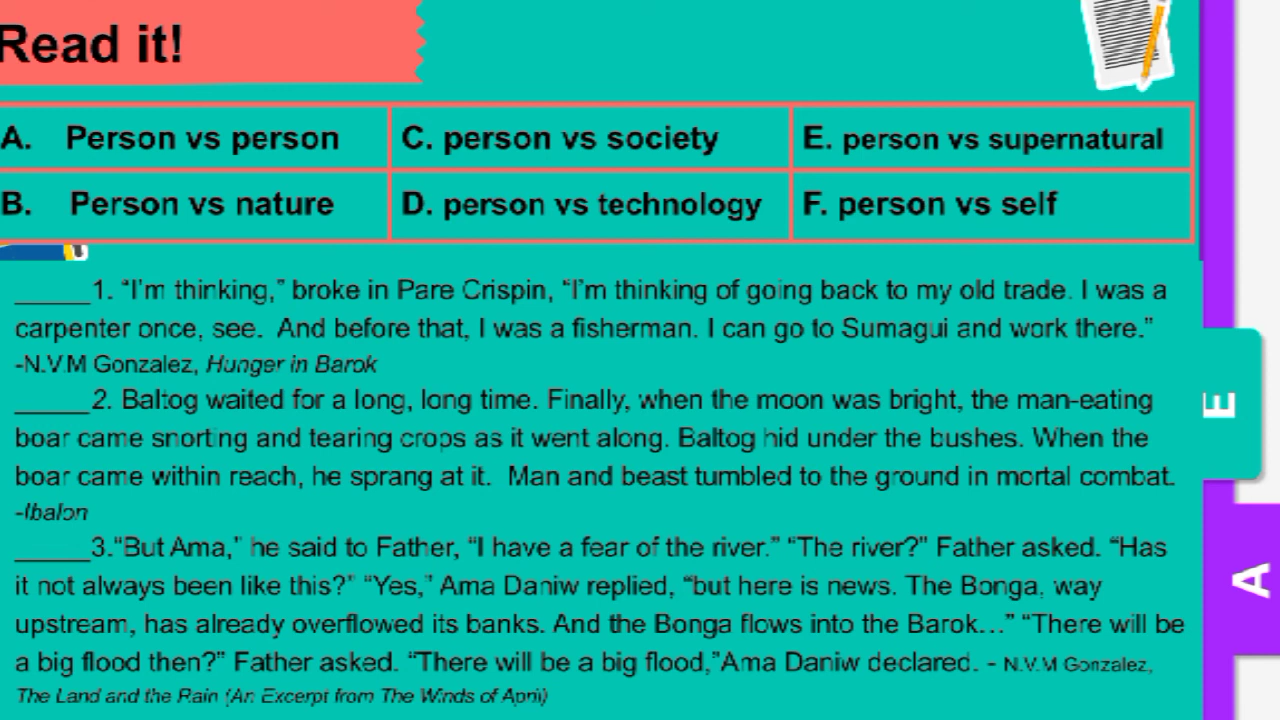 Read it!
A. Person vs person
C. person vs society
E. person vs supernatural
B. Person vs nature
D. person vs technology
F. person vs self
_____1. “I’m thinking,” broke in Pare Crispin, “I’m thinking of going back to my old trade. I was a
carpenter once, see. And before that, I was a fisherman. I can go to Sumagui and work there.”
-N.V.M Gonzalez, Hunger in Barok
_____2. Baltog waited for a long, long time. Finally, when the moon was bright, the man-eating
boar came snorting and tearing crops as it went along. Baltog hid under the bushes. When the
boar came within reach, he sprang at it. Man and beast tumbled to the ground in mortal combat.
-Ibalon
_____3.“But Ama,” he said to Father, “I have a fear of the river.” “The river?” Father asked. “Has
it not always been like this?” “Yes,” Ama Daniw replied, “but here is news. The Bonga, way
upstream, has already overflowed its banks. And the Bonga flows into the Barok…” “There will be
a big flood then?” Father asked. “There will be a big flood,”Ama Daniw declared. - N.V.M Gonzalez,
The Land and the Rain (An Excerpt from The Winds of April)
E
A